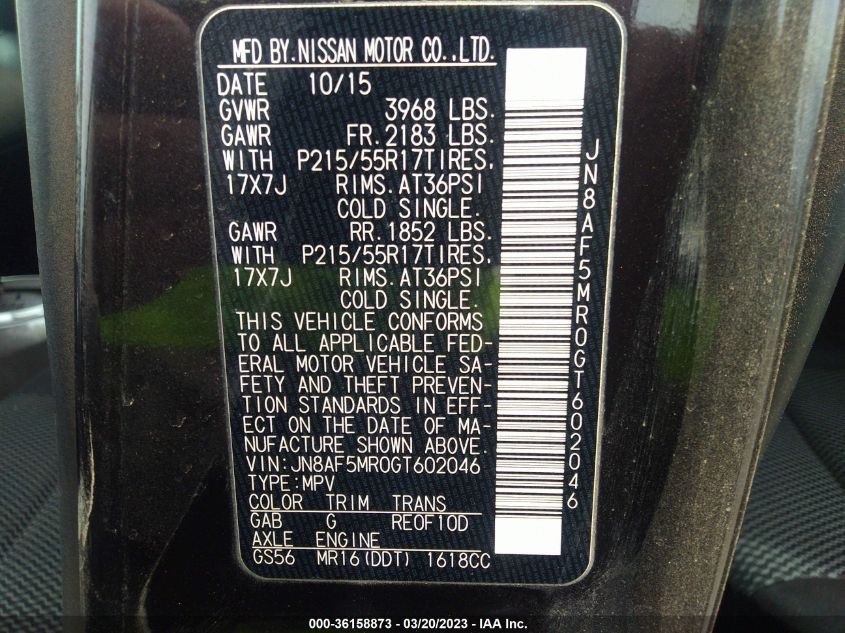 MFD BY.NISSAN MOTOR CO.,LTD.
DATE 10/15
GVWR 3968 LBS.
GAWR FR.2183 LBS.
WITH P215/55R17TIRES,
17X7J RIMS.AT36PSI
COLD SINGLE.
GAWR RR.1852 LBS.
WITH P215/55R17TIRES.
17X7J RIMS.AT36PSI
COLD SINGLE.
THIS VEHICLE CONFORMS
TO ALL APPLICABLE FED-
ERAL MOTOR VEHICLE SA-
FETY AND THEFT PREVEN-
TION STANDARDS IN EFF-
ECT ON THE DATE OF MA-
NUFACTURE SHOWN ABOVE.
VIN:JN8AF5MR0GT602046
TYPE:MPV
COLOR TRIM TRANS
GAB G RE0F10D
AXLE ENGINE
GS56 MR16(DDT) 1618CC
JN8AF5MR0GT602046
000-36158873 - 03/20/2023 - © IAA Inc.